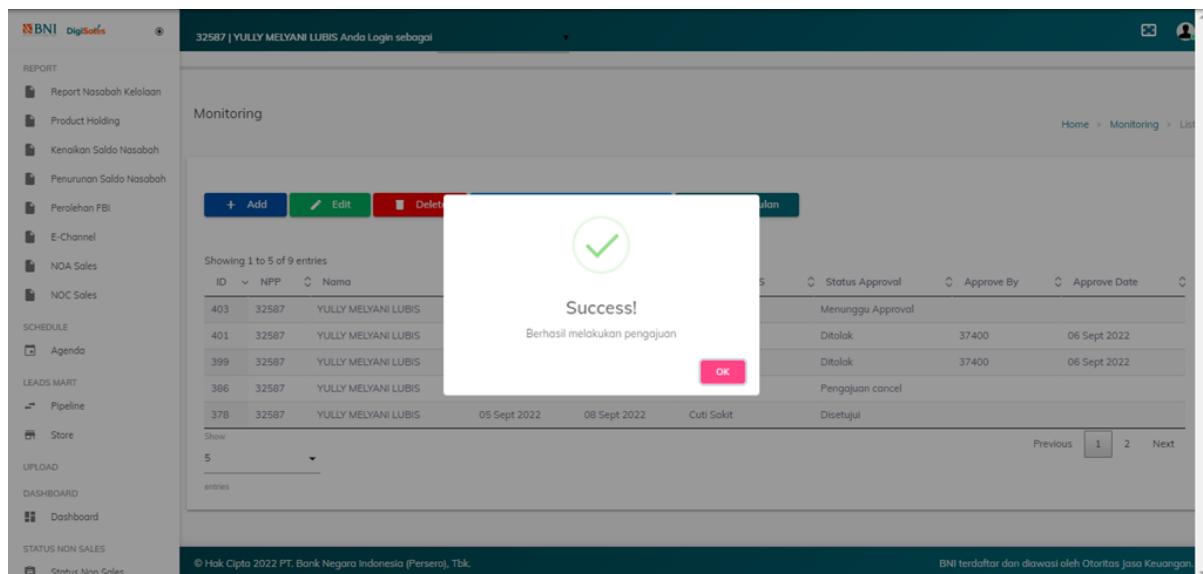 BNI DigiSales
32587 | YULLY MELYANI LUBIS Anda Login sebagai
REPORT
Report Nasabah Kelolaan
Product Holding
Kenaikan Saldo Nasabah
Penurunan Saldo Nasabah
Perolehan FBI
E-Channel
NOA Sales
NOC Sales
SCHEDULE
Agenda
LEADS MART
Pipeline
Store
UPLOAD
DASHBOARD
Dashboard
STATUS NON SALES
Status Non Sales
Monitoring
Home > Monitoring > List
+ Add Edit Delete
Showing 1 to 5 of 9 entries
ID NPP Nama Status Approval Approve By Approve Date
403 32587 YULLY MELYANI LUBIS Menunggu Approval
401 32587 YULLY MELYANI LUBIS Ditolak 37400 06 Sept 2022
399 32587 YULLY MELYANI LUBIS Ditolak 37400 06 Sept 2022
386 32587 YULLY MELYANI LUBIS Pengajuan cancel
378 32587 YULLY MELYANI LUBIS 05 Sept 2022 08 Sept 2022 Cuti Sakit Disetujui
Show
5
entries
Previous 1 2 Next
Success!
Berhasil melakukan pengajuan
OK
© Hak Cipta 2022 PT. Bank Negara Indonesia (Persero), Tbk.
BNI terdaftar dan diawasi oleh Otoritas Jasa Keuangan.